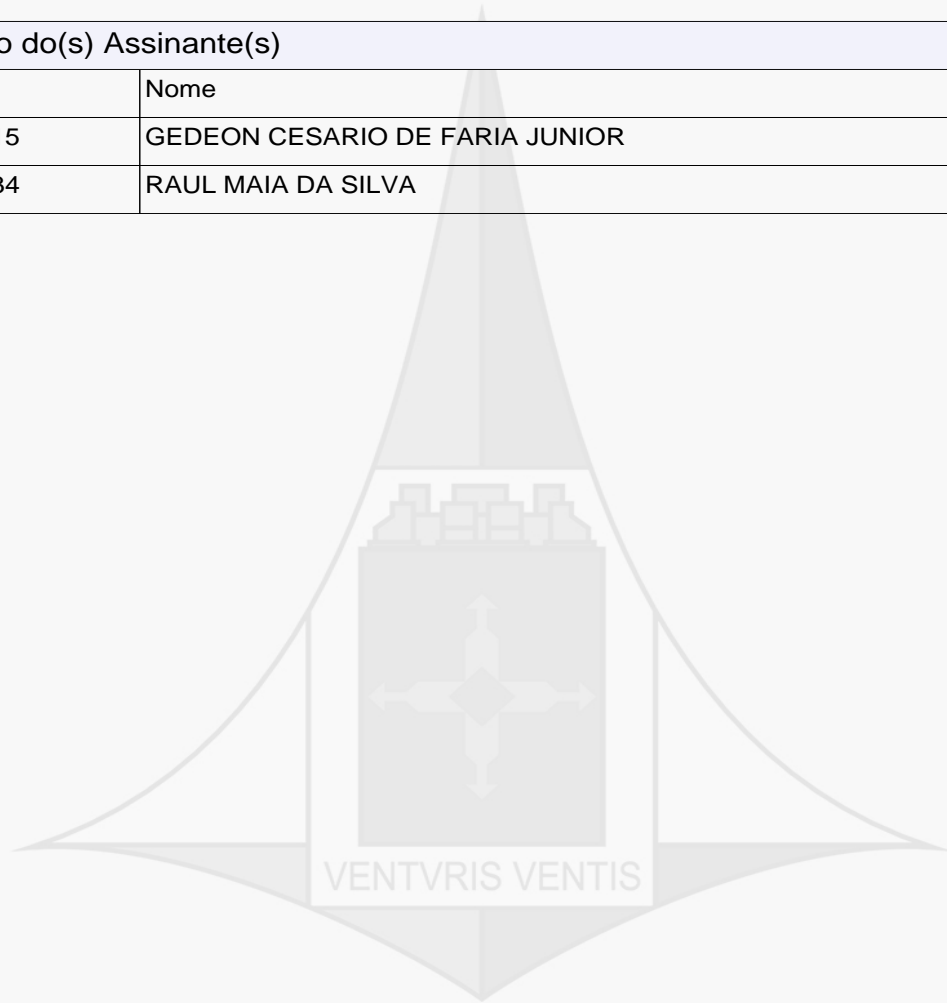 o do(s) Assinante(s)
Nome
5 GEDEON CESARIO DE FARIA JUNIOR
34 RAUL MAIA DA SILVA
VENTVRIS VENTIS